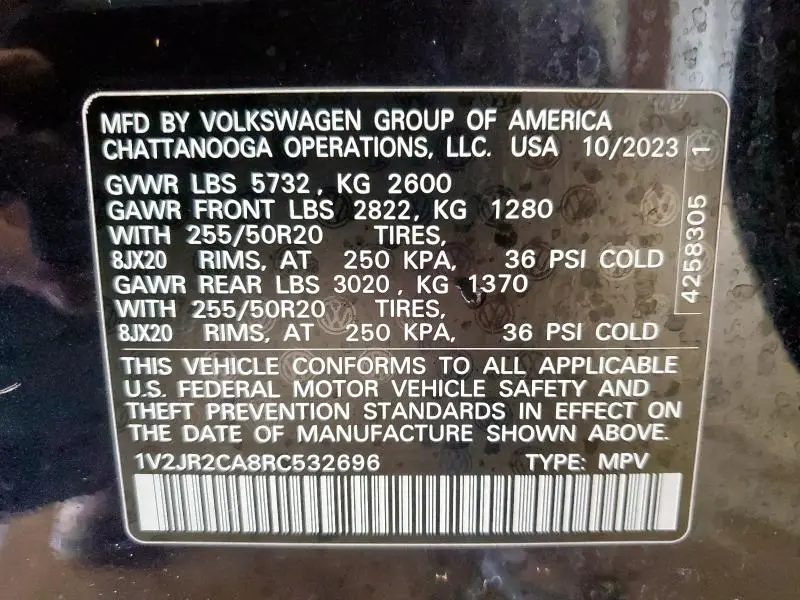 MFD BY VOLKSWAGEN GROUP OF AMERICA
CHATTANOOGA OPERATIONS, LLC. USA 10/2023
GVWR LBS 5732, KG 2600
GAWR FRONT LBS 2822, KG 1280
WITH 255/50R20 TIRES,
8JX20 RIMS, AT 250 KPA, 36 PSI COLD
GAWR REAR LBS 3020, KG 1370
WITH 255/50R20 TIRES,
8JX20 RIMS, AT 250 KPA, 36 PSI COLD
4258305 1
THIS VEHICLE CONFORMS TO ALL APPLICABLE
U.S. FEDERAL MOTOR VEHICLE SAFETY AND
THEFT PREVENTION STANDARDS IN EFFECT ON
THE DATE OF MANUFACTURE SHOWN ABOVE.
1V2JR2CA8RC532696 TYPE: MPV